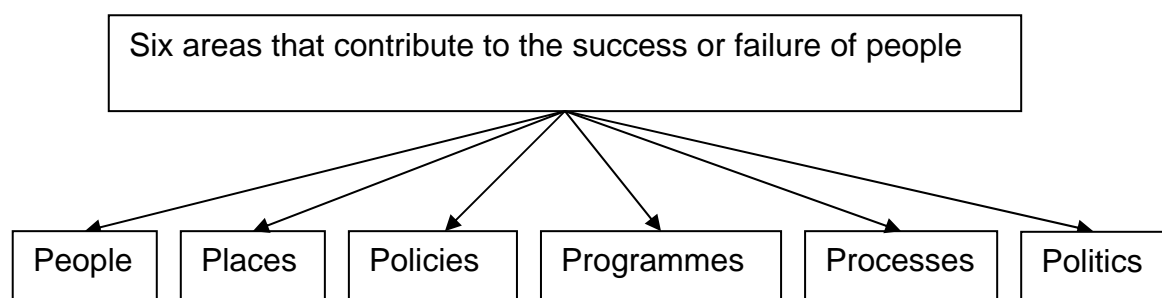 Six areas that contribute to the success or failure of people
People Places Policies Programmes Processes Politics